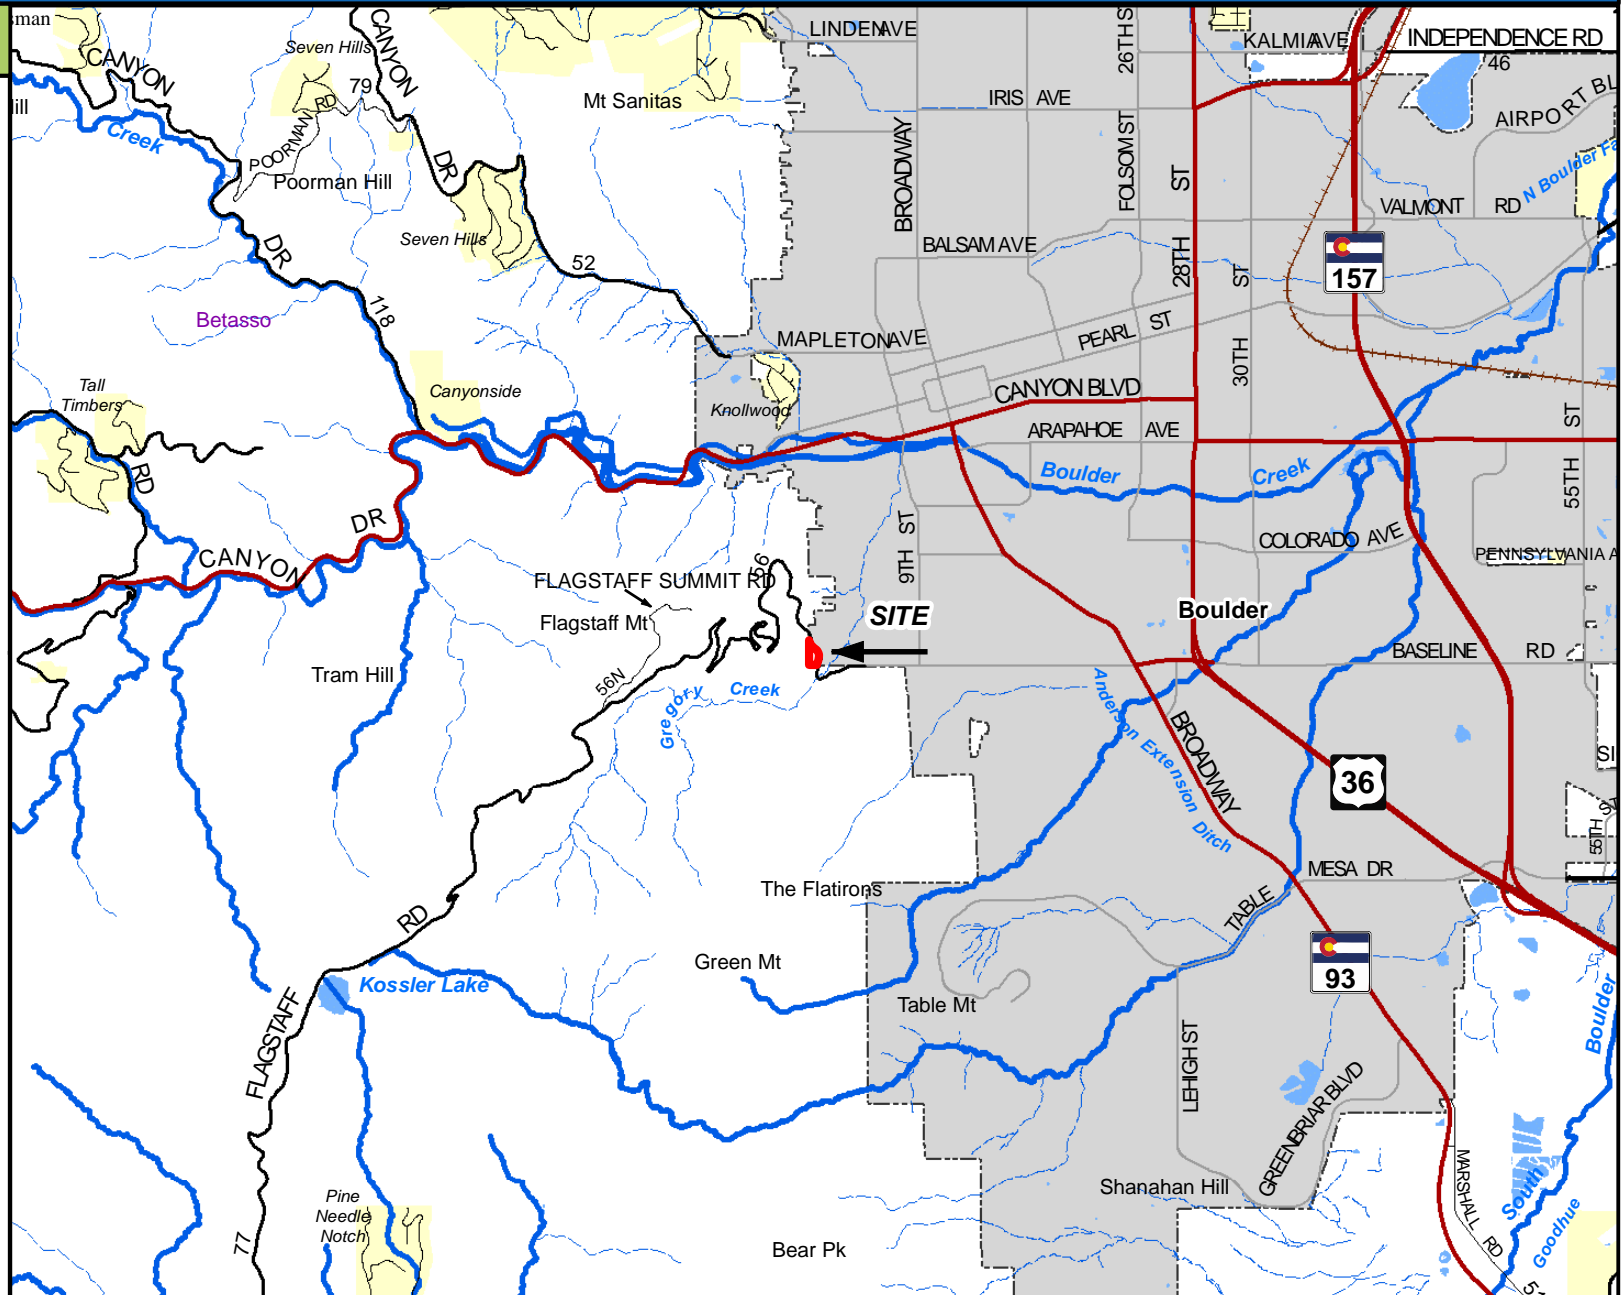 sman
CANYON
Seven Hills
CANYON
79
RD
POORMAN
DR
Mt Sanitas
LINDEN AVE
26TH S
KALMIA AVE
INDEPENDENCE RD
46
AIRPORT BL
ill
Creek
IRIS AVE
BROADWAY
FOLSOM ST
ST
28TH
N Boulder Fa
Poorman Hill
VALMONT RD
Seven Hills
DR
52
BALSAM AVE
157
ST
30TH
118
Betasso
MAPLETON AVE
PEARL ST
CANYON BLVD
Tall
Timbers
Canyonside
Knollwood
ARAPAHOE AVE
ST
55TH
RD
Boulder
Creek
DR
CANYON
ST
9TH
COLORADO AVE
PENNSYLVANIA A
56
FLAGSTAFF SUMMIT RD
Flagstaff Mt
SITE
Boulder
BASELINE RD
Tram Hill
56N
Gregory Creek
Anderson Extension Ditch
BROADWAY
36
SI
ST
55TH
MESA DR
The Flatirons
TABLE
RD
Green Mt
93
Kossler Lake
Table Mt
FLAGSTAFF
LEHIGH ST
GREENBRIAR BLVD
Boulder
South
MARSHALL RD
Goodhue
Shanahan Hill
Pine
Needle
Notch
77
Bear Pk
51